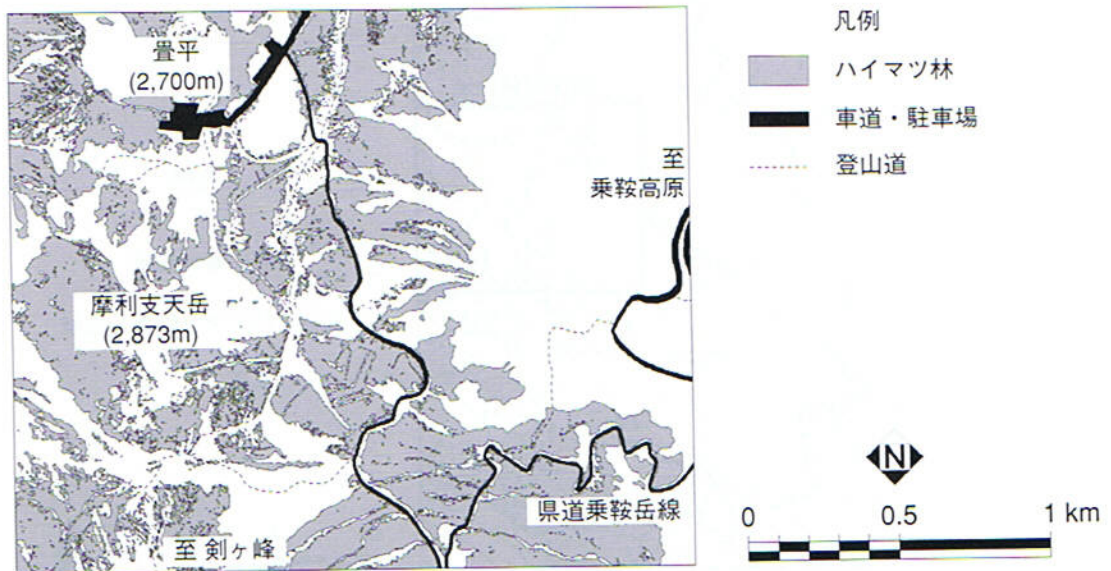 畳平
(2,700m)
摩利支天岳
(2,873m)
至
乗鞍高原
県道乗鞍岳線
至 剣ヶ峰
凡例
ハイマツ林
車道・駐車場
登山道
N
0 0.5 1 km